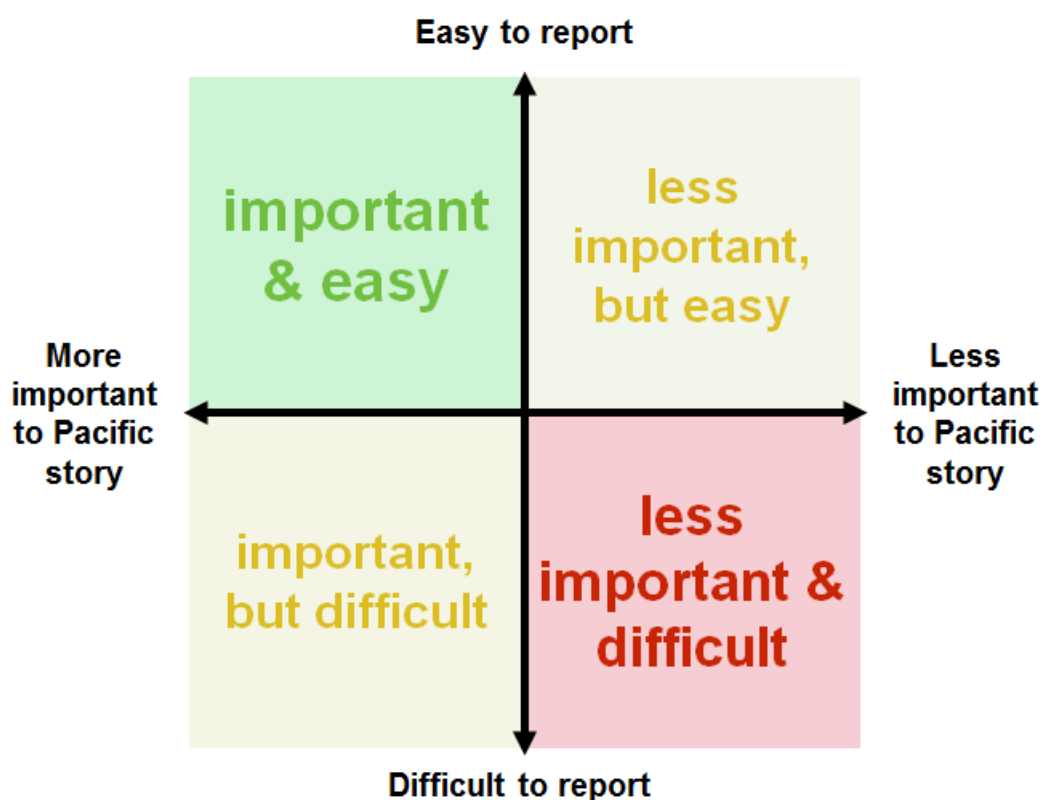 Easy to report
important
& easy
less
important,
but easy
More
important
to Pacific
story
Less
important
to Pacific
story
important,
but difficult
less
important &
difficult
Difficult to report